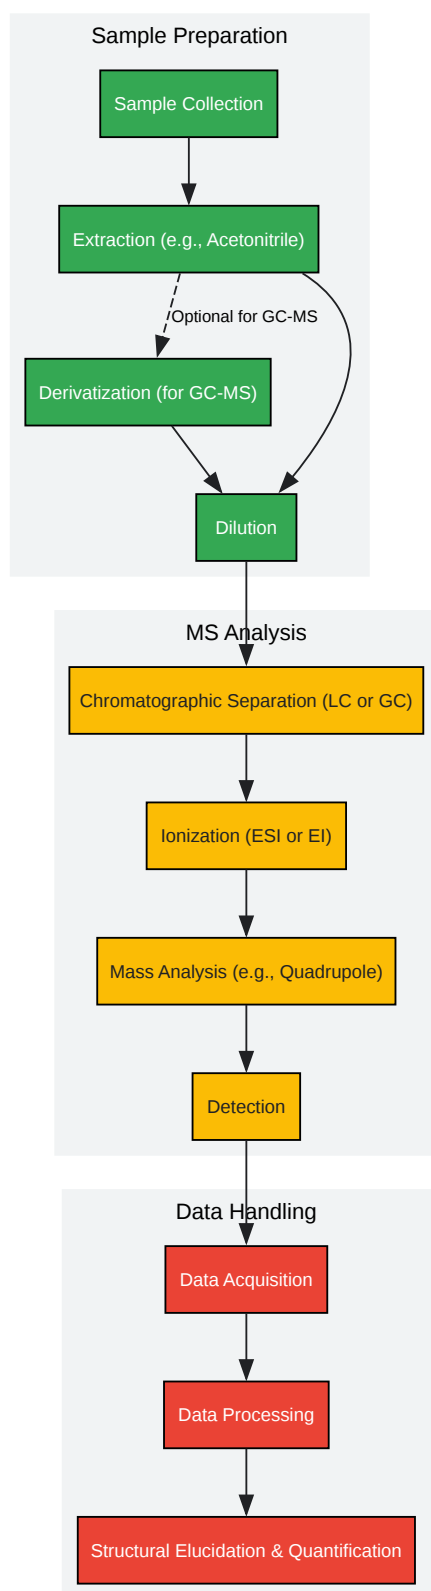 Sample Preparation
Sample Collection
Extraction (e.g., Acetonitrile)
Optional for GC-MS
Derivatization (for GC-MS)
Dilution
MS Analysis
Chromatographic Separation (LC or GC)
Ionization (ESI or EI)
Mass Analysis (e.g., Quadrupole)
Detection
Data Handling
Data Acquisition
Data Processing
Structural Elucidation & Quantification